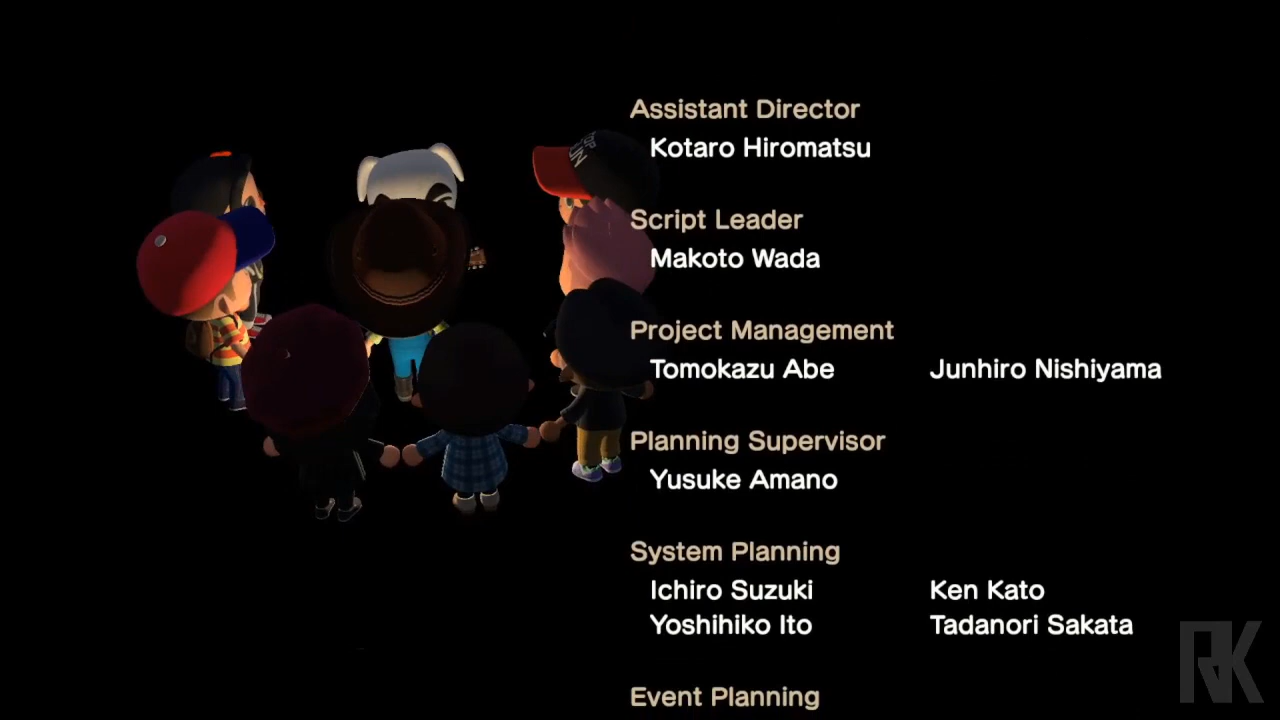 Assistant Director
Kotaro Hiromatsu
Script Leader
Makoto Wada
Project Management
Tomokazu Abe Junhiro Nishiyama
Planning Supervisor
Yusuke Amano
System Planning
Ichiro Suzuki Ken Kato
Yoshihiko Ito Tadanori Sakata
Event Planning
RK